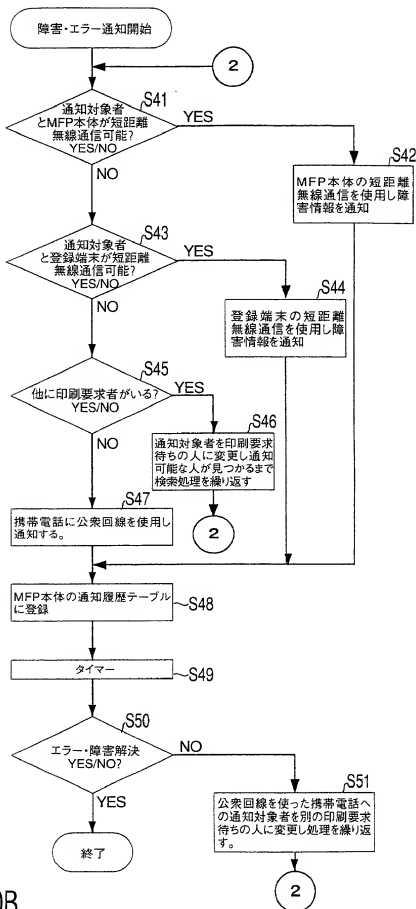 障害・エラー通知開始
2
S41
通知対象者
とMFP本体が短距離
無線通信可能?
YES/NO
YES
NO
S42
MFP本体の短距離
無線通信を使用し障
害情報を通知
S43
通知対象者
と登録端末が短距離
無線通信可能?
YES/NO
YES
NO
S44
登録端末の短距離
無線通信を使用し障
害情報を通知
S45
他に印刷要求者がいる?
YES/NO
YES
NO
S46
通知対象者を印刷要求
待ちの人に変更し通知
可能な人が見つかるまで
検索処理を繰り返す
2
S47
携帯電話に公衆回線を使用し
通知する。
MFP本体の通知履歴テーブル
に登録
S48
タイマー
S49
S50
エラー・障害解決
YES/NO?
NO
YES
S51
公衆回線を使った携帯電話へ
の通知対象者を別の印刷要求
待ちの人に変更し処理を繰り返
す。
終了
2